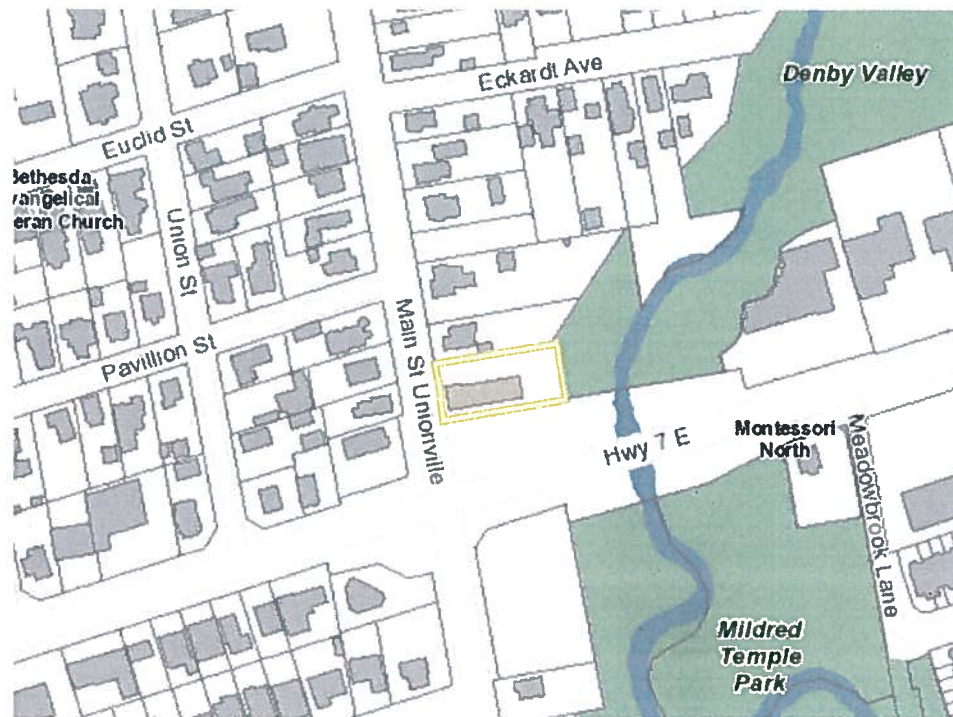 Eckardt Ave
Denby Valley
Euclid St
Bethesda
vangelical
eran Church
Union St
Main St Unionville
Pavillion St
Hwy 7 E
Montessori
North
Meadowbrook Lane
Mildred
Temple
Park